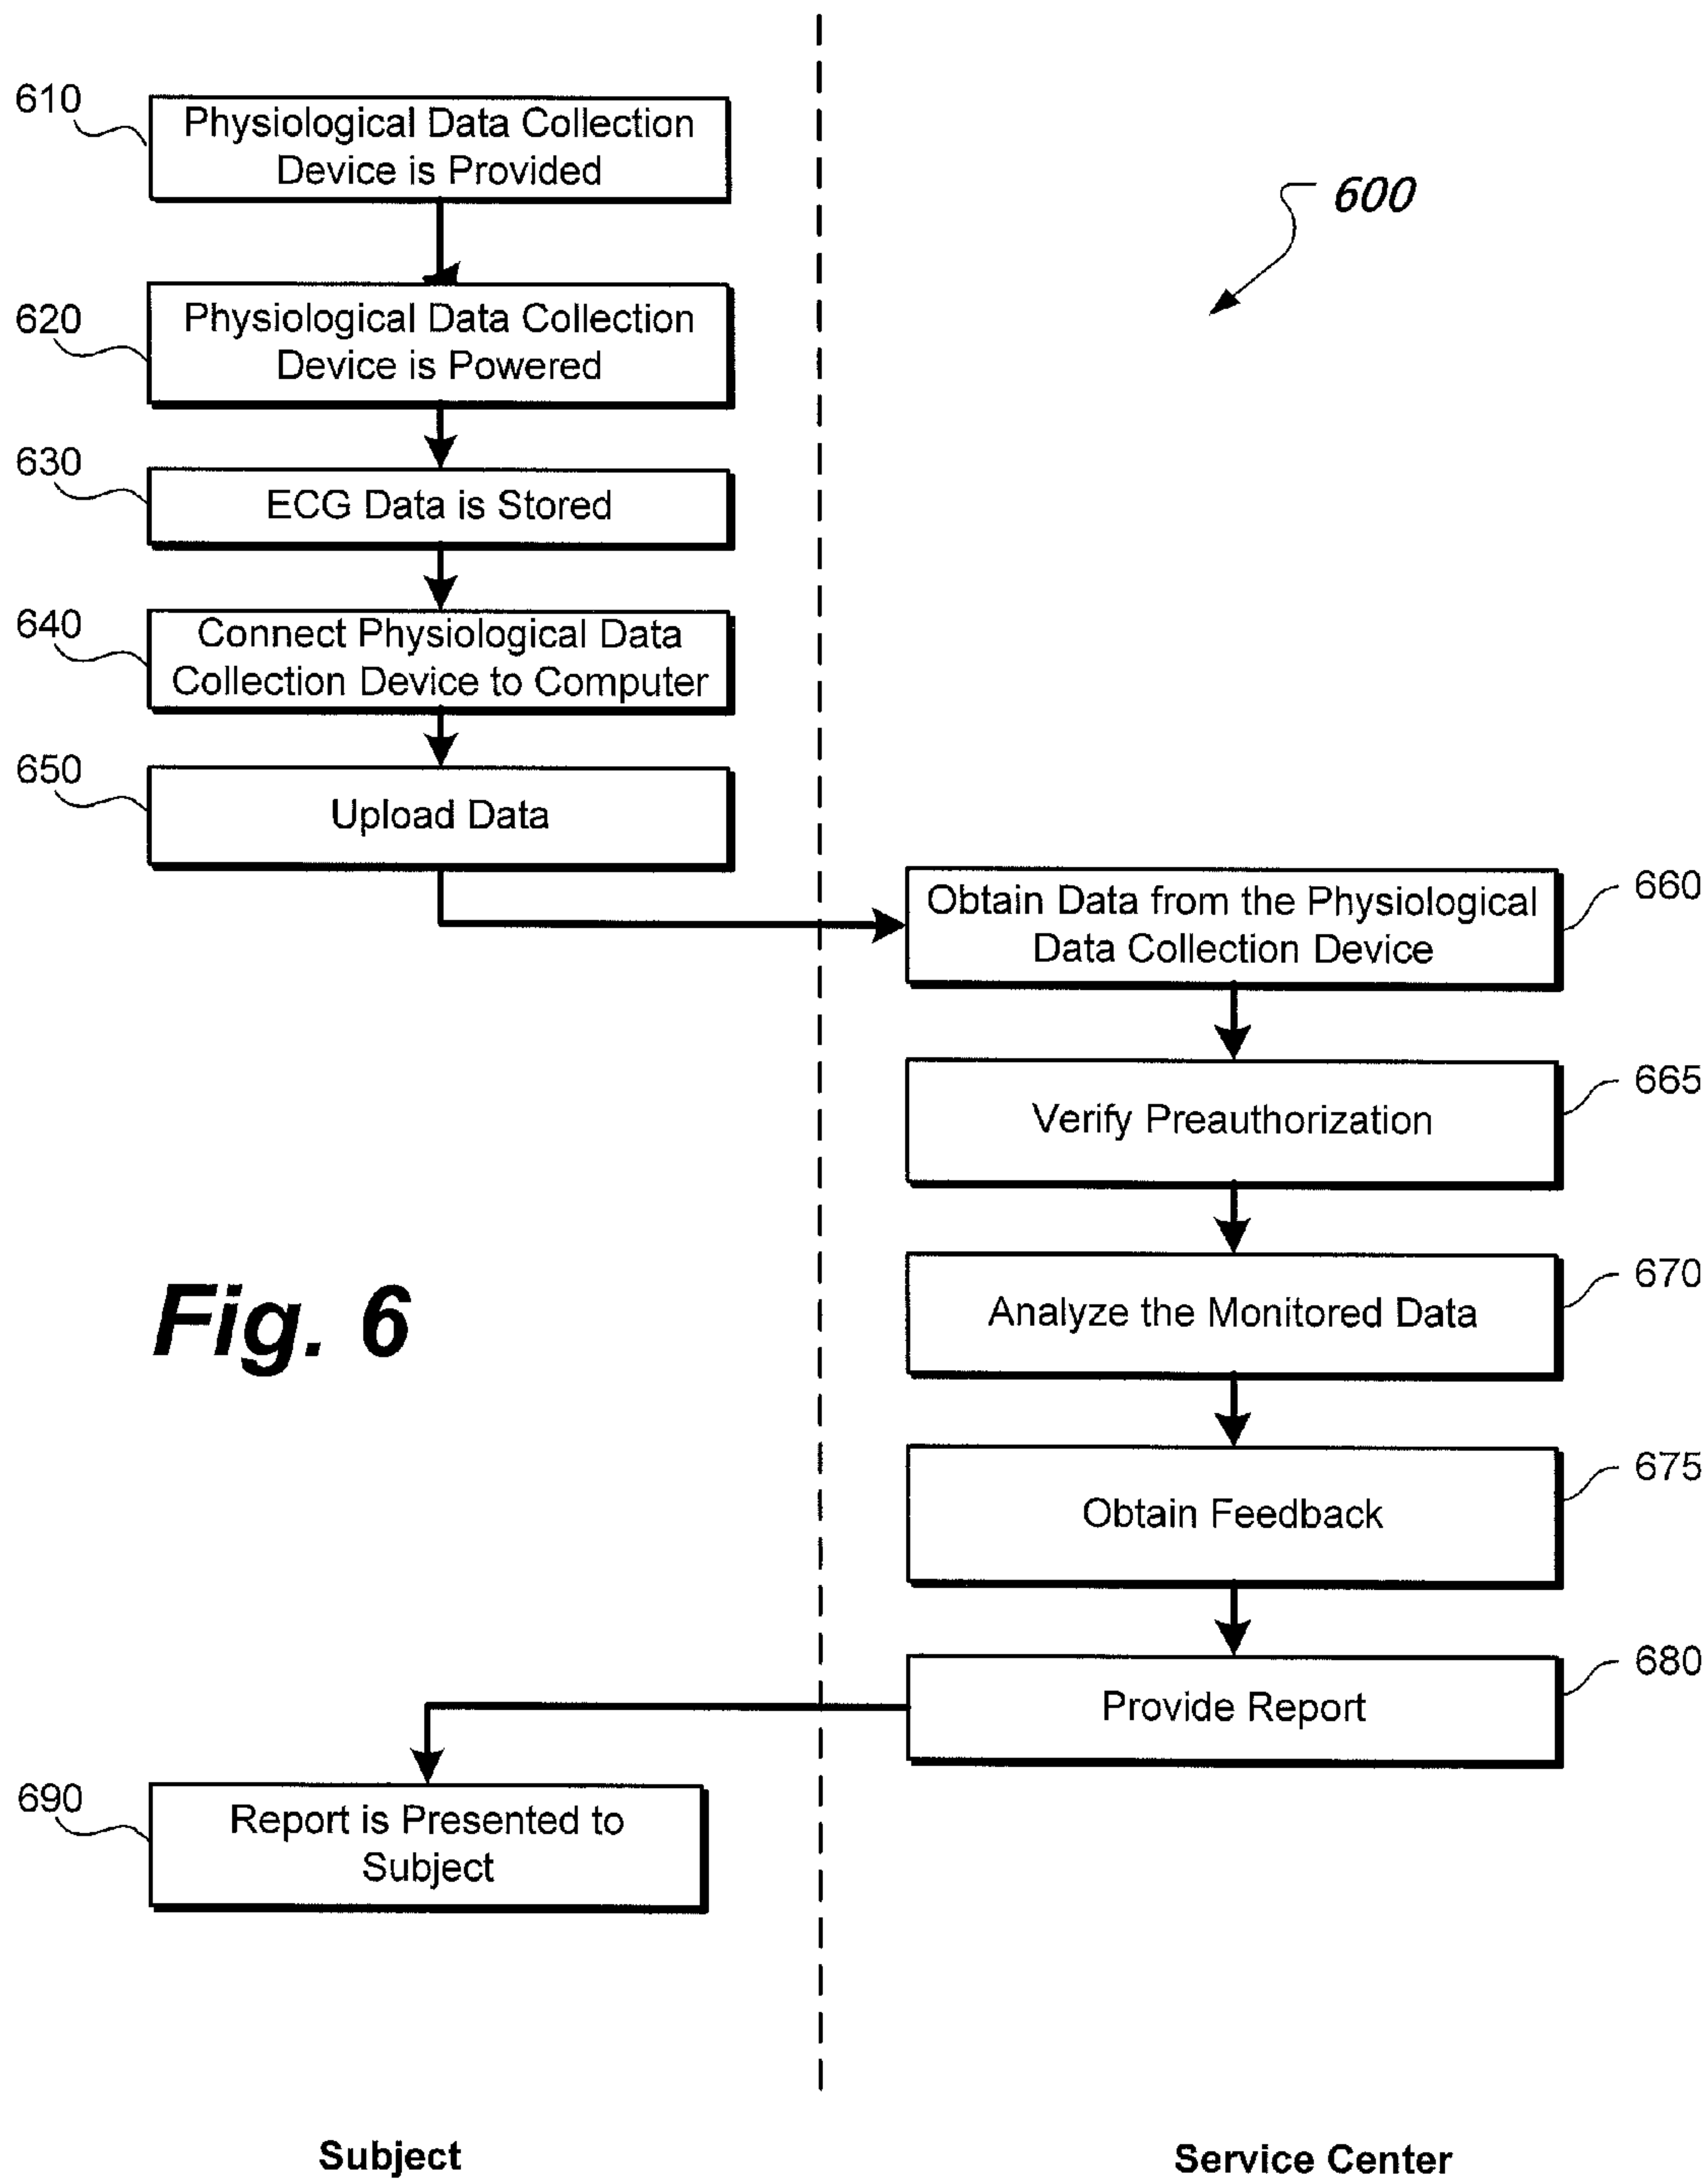 610
Physiological Data Collection
Device is Provided
600
620
Physiological Data Collection
Device is Powered
630
ECG Data is Stored
640
Connect Physiological Data
Collection Device to Computer
650
Upload Data
660
Obtain Data from the Physiological
Data Collection Device
665
Verify Preauthorization
670
Analyze the Monitored Data
Fig. 6
675
Obtain Feedback
680
Provide Report
690
Report is Presented to
Subject
Subject
Service Center